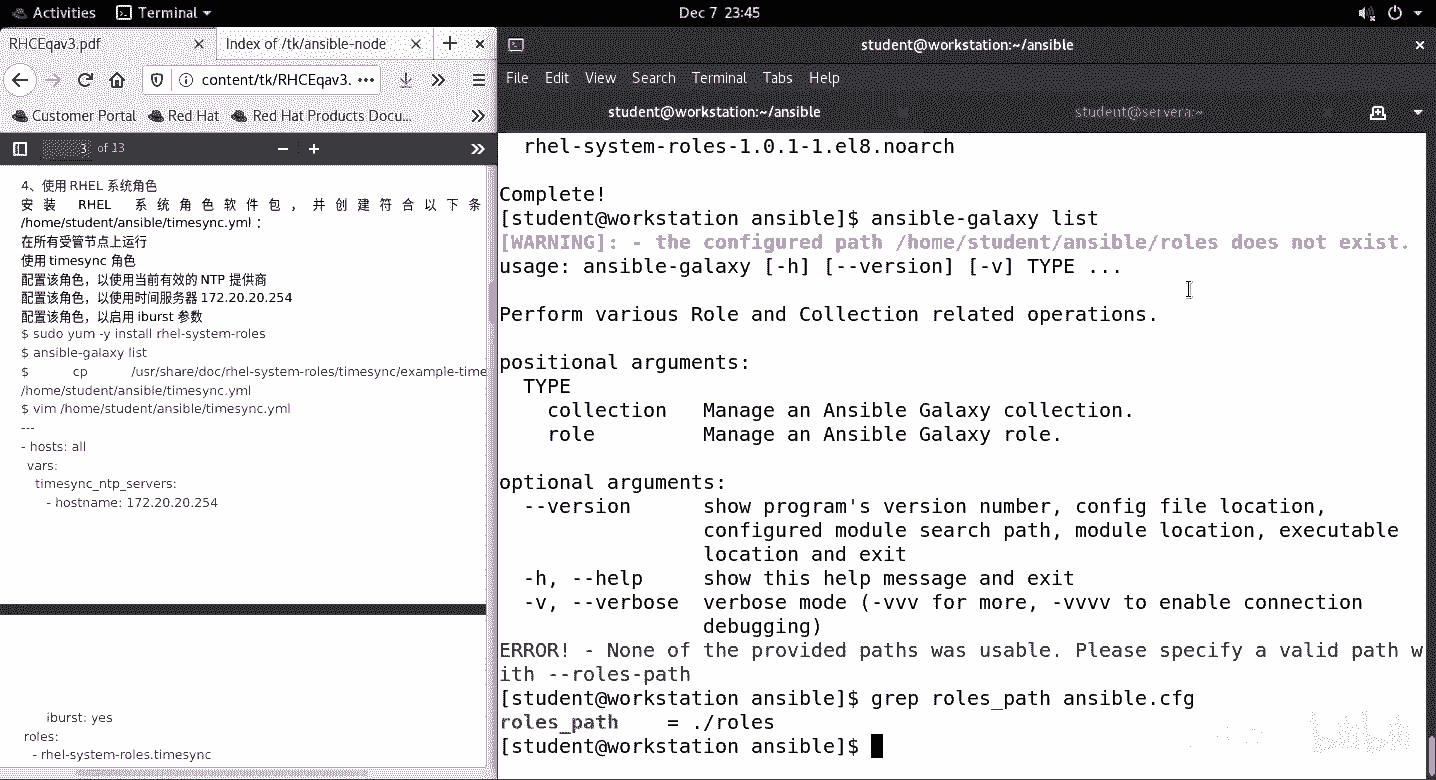 Activities
Terminal
Dec 7 23:45
RHCEqav3.pdf
Index of /tk/ansible-node
content/tk/RHCEqav3.
Customer Portal
Red Hat
Red Hat Products Docu...
3 of 13
4、使用 RHEL 系统角色
安 装 RHEL 系 统 角 色 软 件 包 ， 并 创 建 符 合 以 下 条
/home/student/ansible/timesync.yml：
在所有受管节点上运行
使用 timesync 角色
配置该角色，以使用当前有效的 NTP 提供商
配置该角色，以使用时间服务器 172.20.20.254
配置该角色，以启用 iburst 参数
$ sudo yum -y install rhel-system-roles
$ ansible-galaxy list
$ cp /usr/share/doc/rhel-system-roles/timesync/example-time
/home/student/ansible/timesync.yml
$ vim /home/student/ansible/timesync.yml
---
- hosts: all
vars:
timesync_ntp_servers:
- hostname: 172.20.20.254
iburst: yes
roles:
- rhel-system-roles.timesync
student@workstation:~/ansible
File Edit View Search Terminal Tabs Help
student@workstation:~/ansible
student@servera:~
rhel-system-roles-1.0.1-1.el8.noarch
Complete!
[student@workstation ansible]$ ansible-galaxy list
[WARNING]: - the configured path /home/student/ansible/roles does not exist.
usage: ansible-galaxy [-h] [--version] [-v] TYPE ...
Perform various Role and Collection related operations.
positional arguments:
TYPE
collection Manage an Ansible Galaxy collection.
role Manage an Ansible Galaxy role.
optional arguments:
--version show program's version number, config file location,
configured module search path, module location, executable
location and exit
-h, --help show this help message and exit
-v, --verbose verbose mode (-vvv for more, -vvvv to enable connection
debugging)
ERROR! - None of the provided paths was usable. Please specify a valid path w
ith --roles-path
[student@workstation ansible]$ grep roles_path ansible.cfg
roles_path = ./roles
[student@workstation ansible]$